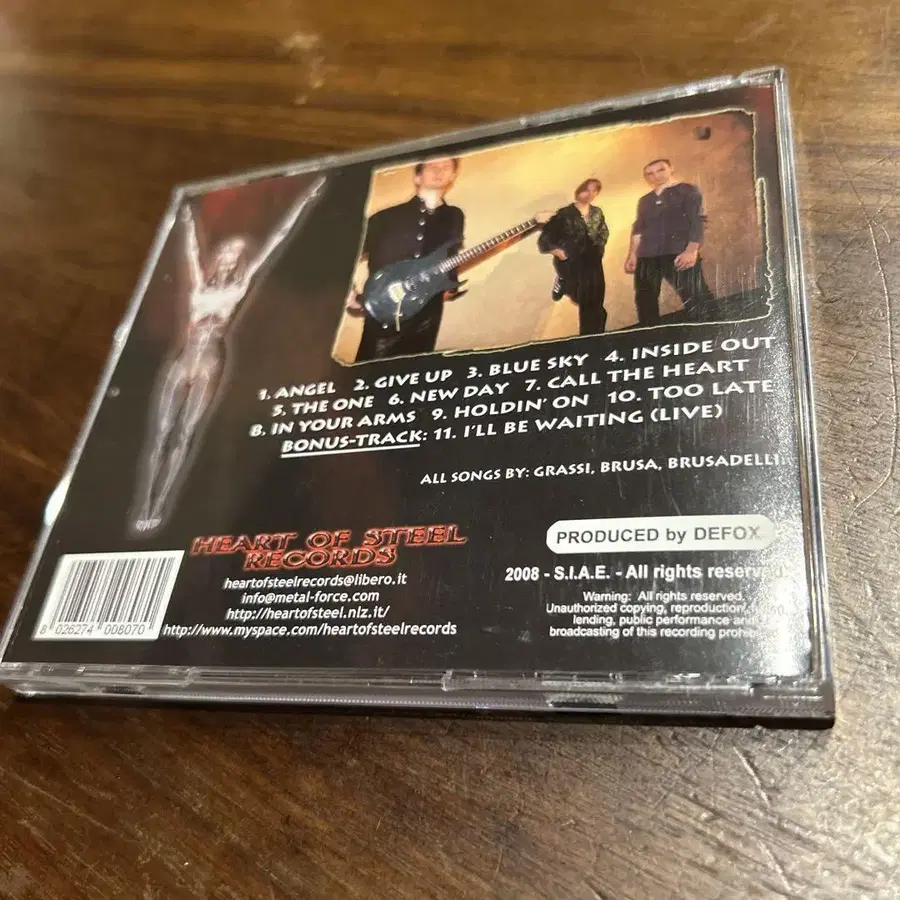 1. ANGEL 2. GIVE UP 3. BLUE SKY 4. INSIDE OUT
5. THE ONE 6. NEW DAY 7. CALL THE HEART
8. IN YOUR ARMS 9. HOLDIN' ON 10. TOO LATE
BONUS-TRACK: 11. I'LL BE WAITING (LIVE)
ALL SONGS BY: GRASSI, BRUSA, BRUSADELLI
HEART OF STEEL
RECORDS
heartofsteelrecords@libero.it
info@metal-force.com
http://heartofsteel.nlz.it/
http://www.myspace.com/heartofsteelrecords
8 026274 008070
PRODUCED by DEFOX
2008 - S.I.A.E. - All rights reserved
Warning: All rights reserved.
Unauthorized copying, reproduction,
lending, public performance and
broadcasting of this recording